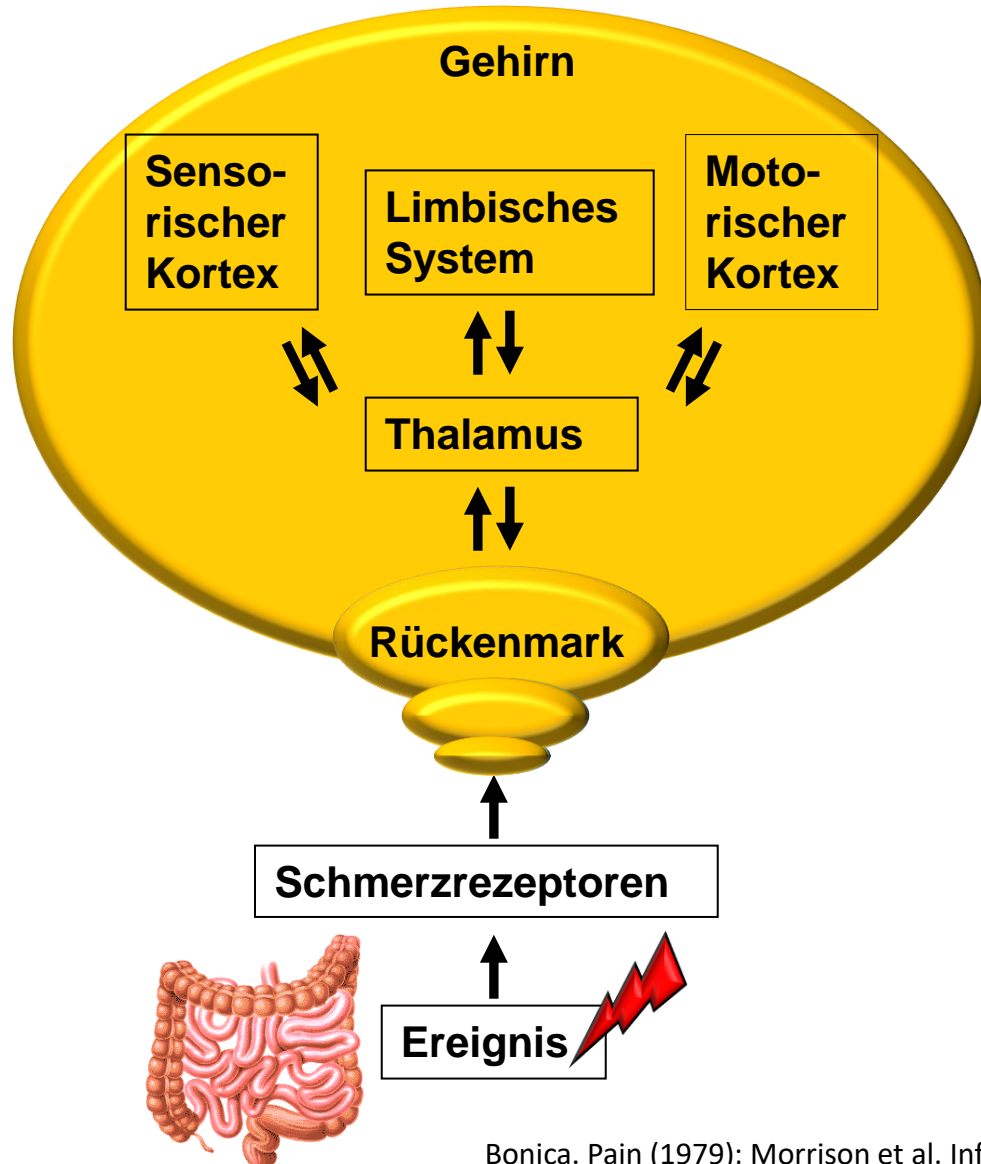 Gehirn
Senso-
rischer
Kortex
Limbisches
System
Moto-
rischer
Kortex
Thalamus
Rückenmark
Schmerzrezeptoren
Ereignis
Bonica. Pain (1979); Morrison et al. Inf